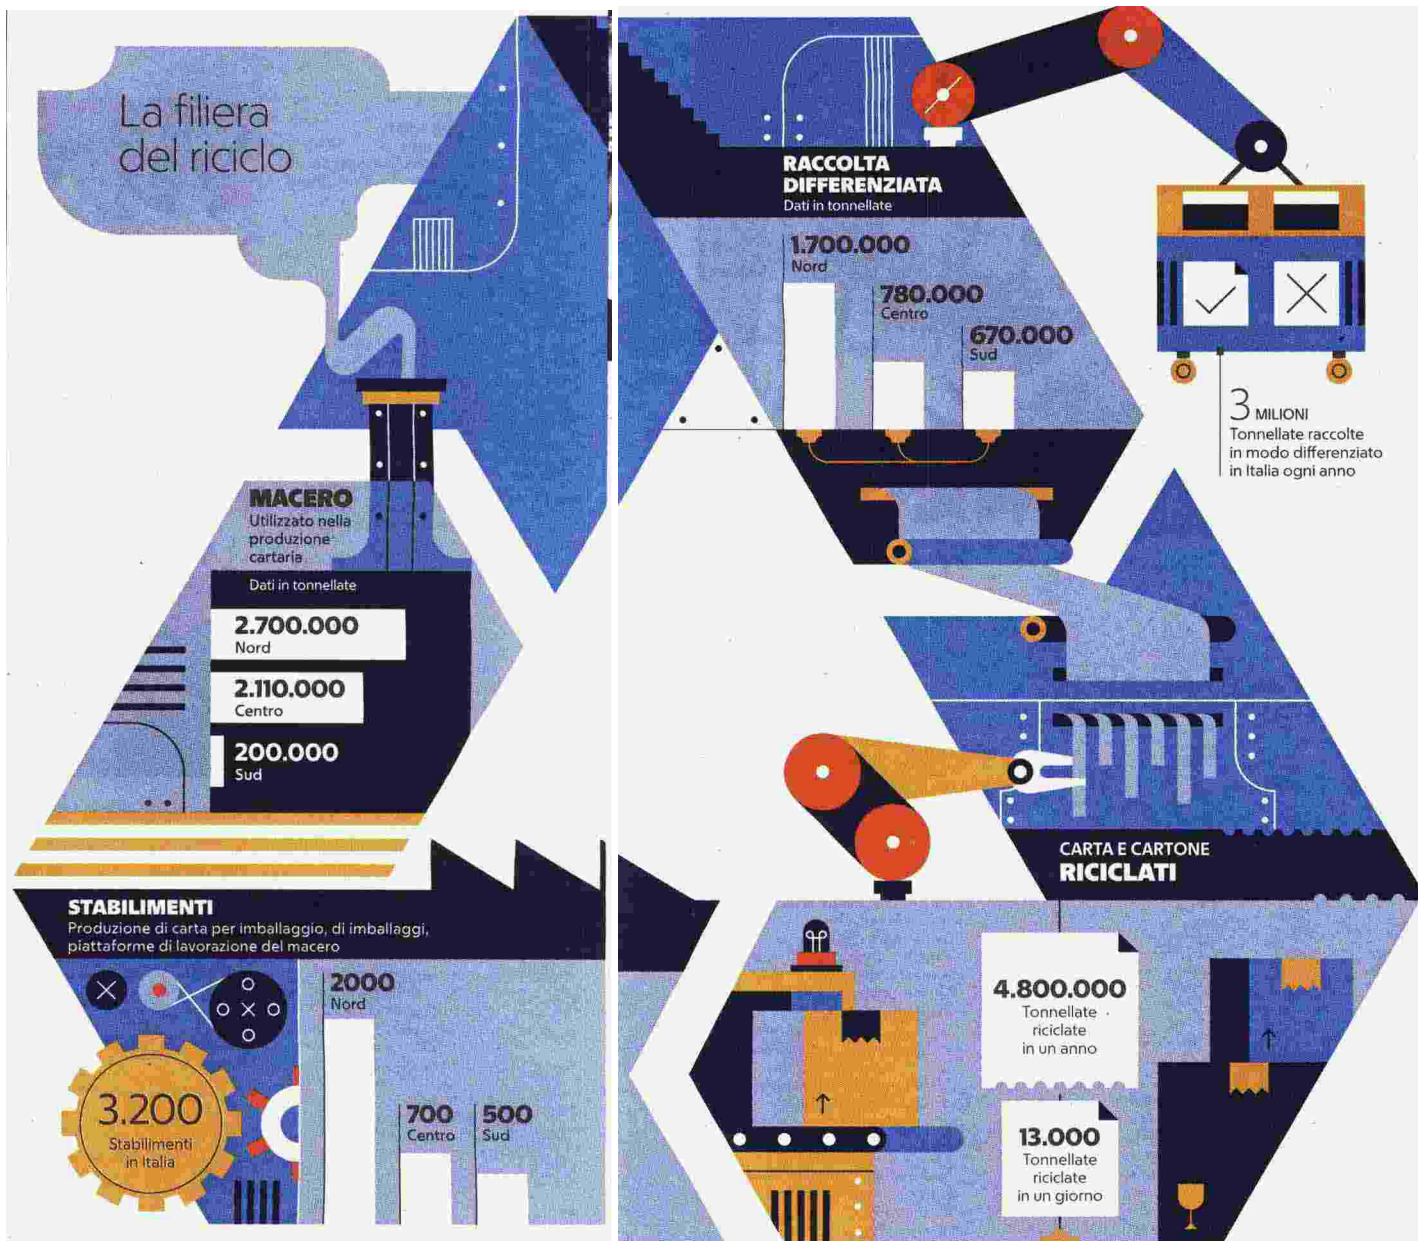 La filiera
del riciclo
MACERO
Utilizzato nella
produzione
cartaria
Dati in tonnellate
2.700.000
Nord
2.110.000
Centro
200.000
Sud
STABILIMENTI
Produzione di carta per imballaggio, di imballaggi,
piattaforme di lavorazione del macero
3.200
Stabilimenti
in Italia
2000
Nord
700
Centro
500
Sud
RACCOLTA
DIFFERENZIATA
Dati in tonnellate
1.700.000
Nord
780.000
Centro
670.000
Sud
3 MILIONI
Tonnellate raccolte
in modo differenziato
in Italia ogni anno
CARTA E CARTONE
RICICLATI
4.800.000
Tonnellate
riciclate
in un anno
13.000
Tonnellate
riciclate
in un giorno